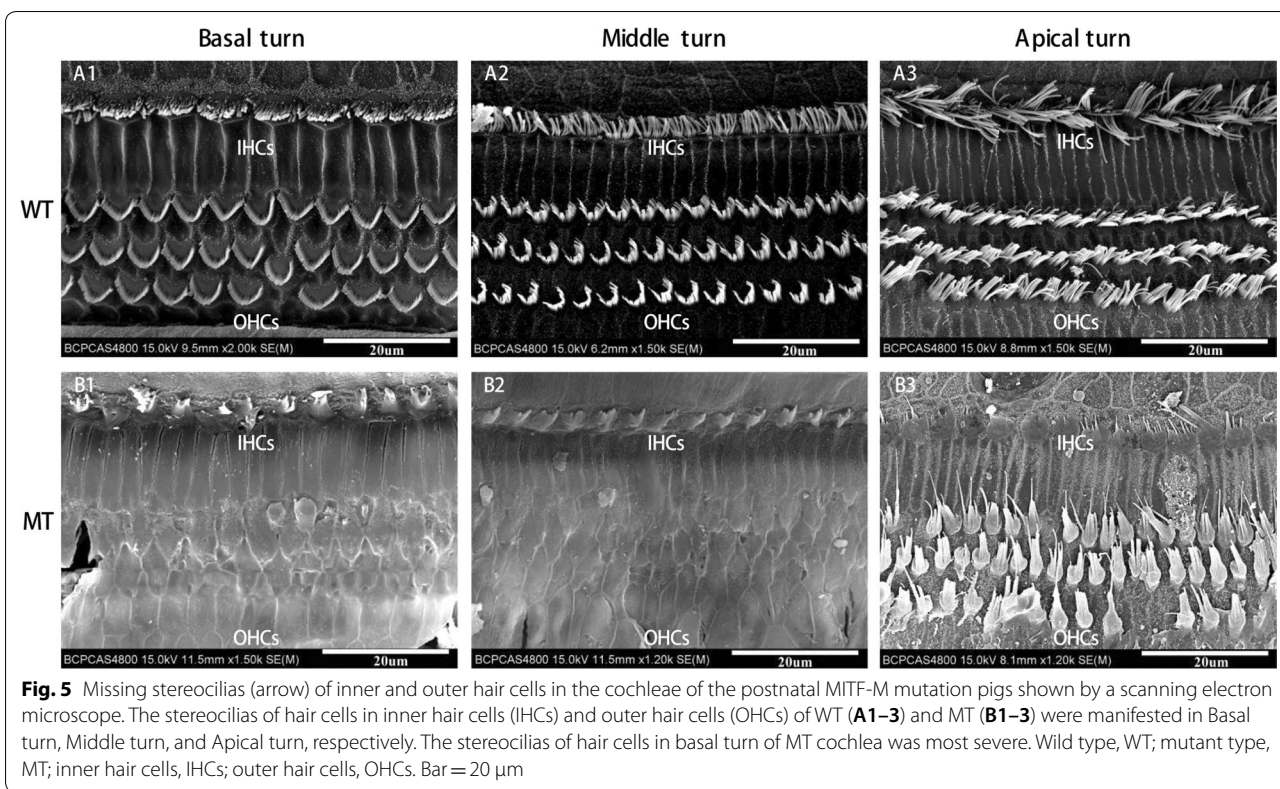 Basal turn
Middle turn
Apical turn
WT
A1
IHCs
OHCs
BCPCAS4800 15.0kV 9.5mm x2.00k SE(M)
20um
A2
IHCs
OHCs
BCPCAS4800 15.0kV 6.2mm x1.50k SE(M)
20um
A3
IHCs
OHCs
BCPCAS4800 15.0kV 8.8mm x1.50k SE(M)
20um
MT
B1
IHCs
OHCs
BCPCAS4800 15.0kV 11.5mm x1.50k SE(M)
20um
B2
IHCs
OHCs
BCPCAS4800 15.0kV 11.5mm x1.20k SE(M)
20um
B3
IHCs
OHCs
BCPCAS4800 15.0kV 8.1mm x1.20k SE(M)
20um
Fig. 5 Missing stereocilias (arrow) of inner and outer hair cells in the cochleae of the postnatal MITF-M mutation pigs shown by a scanning electron
microscope. The stereocilias of hair cells in inner hair cells (IHCs) and outer hair cells (OHCs) of WT (A1–3) and MT (B1–3) were manifested in Basal
turn, Middle turn, and Apical turn, respectively. The stereocilias of hair cells in basal turn of MT cochlea was most severe. Wild type, WT; mutant type,
MT; inner hair cells, IHCs; outer hair cells, OHCs. Bar = 20 μm